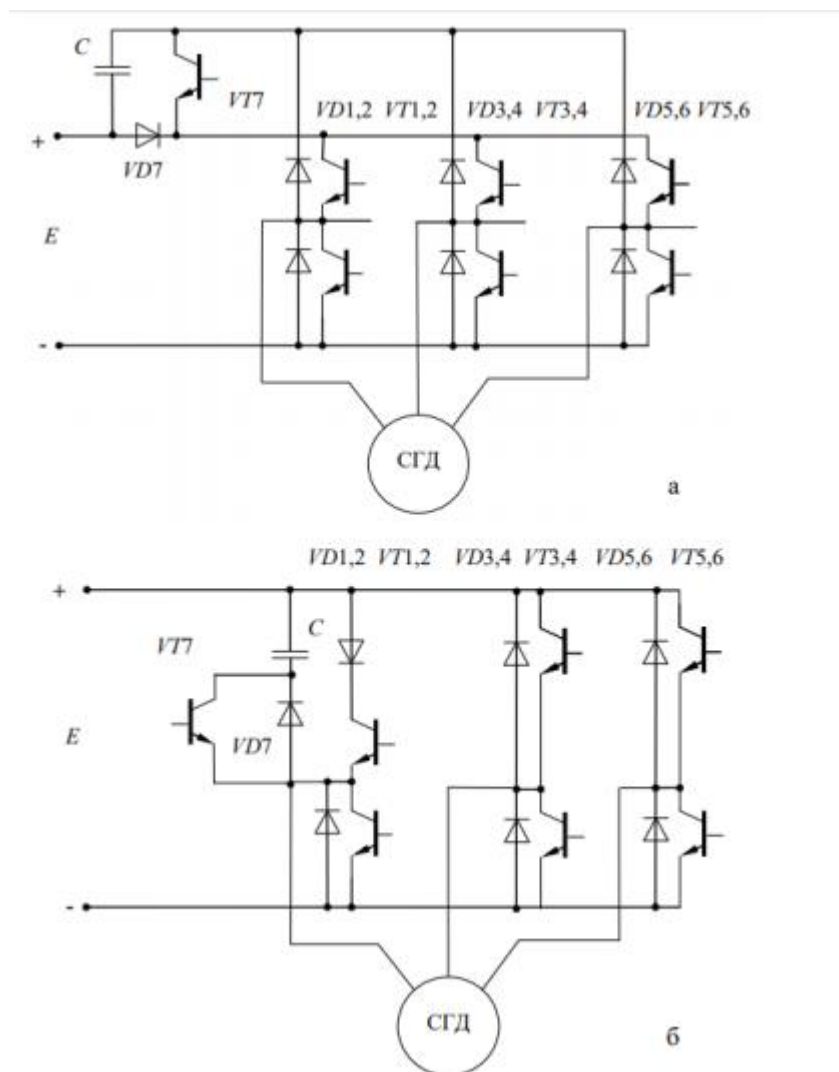 C
VT7
VD1,2 VT1,2 VD3,4 VT3,4 VD5,6 VT5,6
+
VD7
E
-
СГД
а
VD1,2 VT1,2 VD3,4 VT3,4 VD5,6 VT5,6
+
VT7
C
E
VD7
-
СГД
б